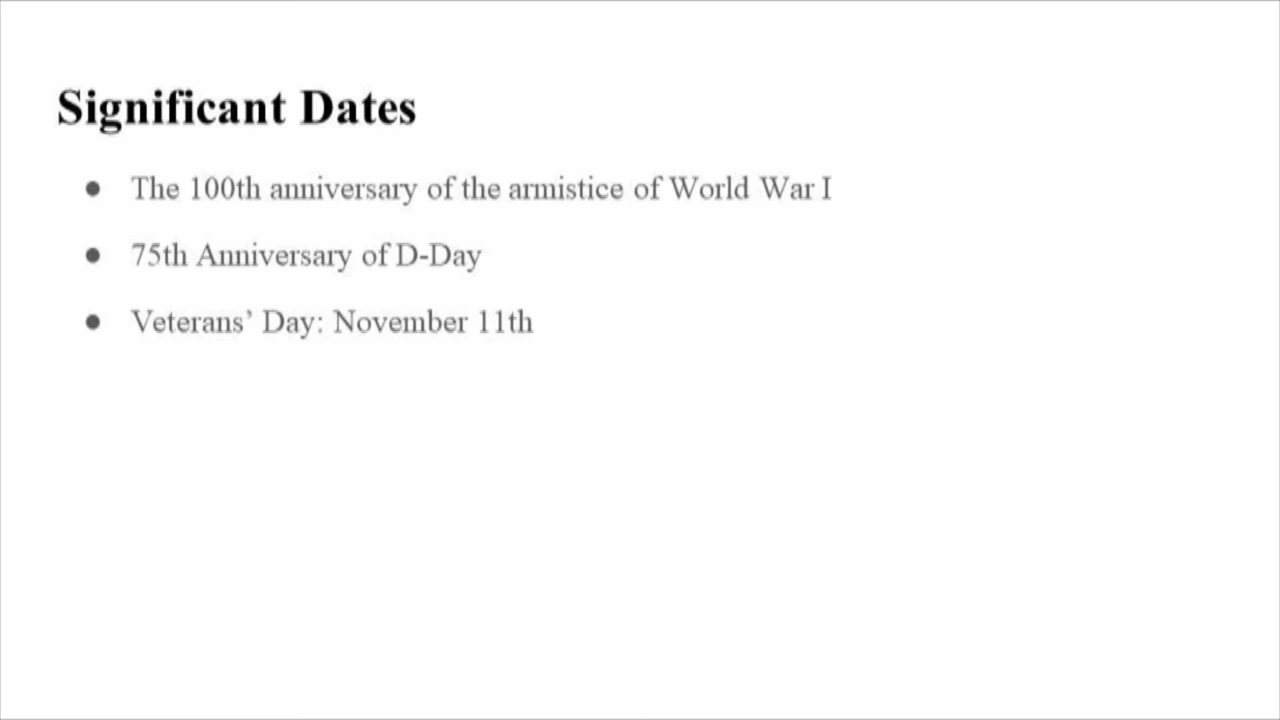 Significant Dates
● The 100th anniversary of the armistice of World War I
● 75th Anniversary of D-Day
● Veterans’ Day: November 11th